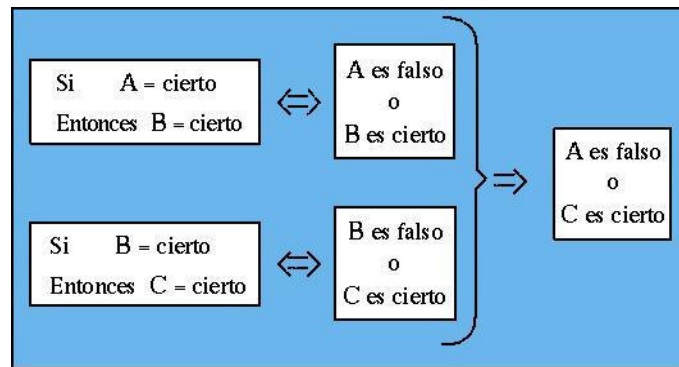 Si A = cierto
Entonces B = cierto
A es falso
o
B es cierto
Si B = cierto
Entonces C = cierto
B es falso
o
C es cierto
A es falso
o
C es cierto